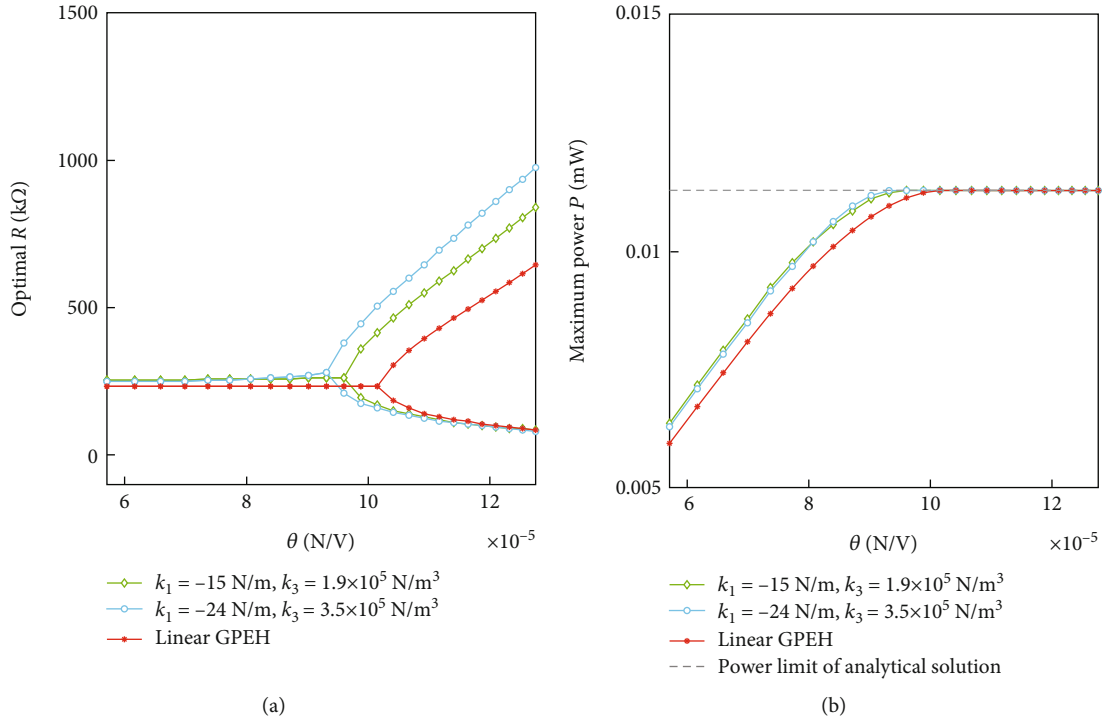 1500
1000
500
0
Optimal R (kΩ)
6
8
10
12
×10⁻⁵
θ (N/V)
k₁ = –15 N/m, k₃ = 1.9×10⁵ N/m³
k₁ = –24 N/m, k₃ = 3.5×10⁵ N/m³
Linear GPEH
(a)
0.015
0.01
0.005
Maximum power P (mW)
6
8
10
12
×10⁻⁵
θ (N/V)
k₁ = –15 N/m, k₃ = 1.9×10⁵ N/m³
k₁ = –24 N/m, k₃ = 3.5×10⁵ N/m³
Linear GPEH
Power limit of analytical solution
(b)